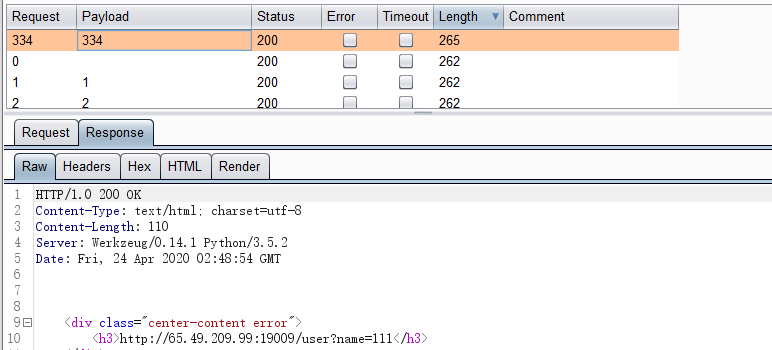 Request Payload Status Error Timeout Length Comment
334 334 200 265
0 200 262
1 1 200 262
2 2 200 262
Request Response
Raw Headers Hex HTML Render
1 HTTP/1.0 200 OK
2 Content-Type: text/html; charset=utf-8
3 Content-Length: 110
4 Server: Werkzeug/0.14.1 Python/3.5.2
5 Date: Fri, 24 Apr 2020 02:48:54 GMT
6
7
8
9 <div class="center-content error">
10 <h3>http://65.49.209.99:19009/user?name=111</h3>